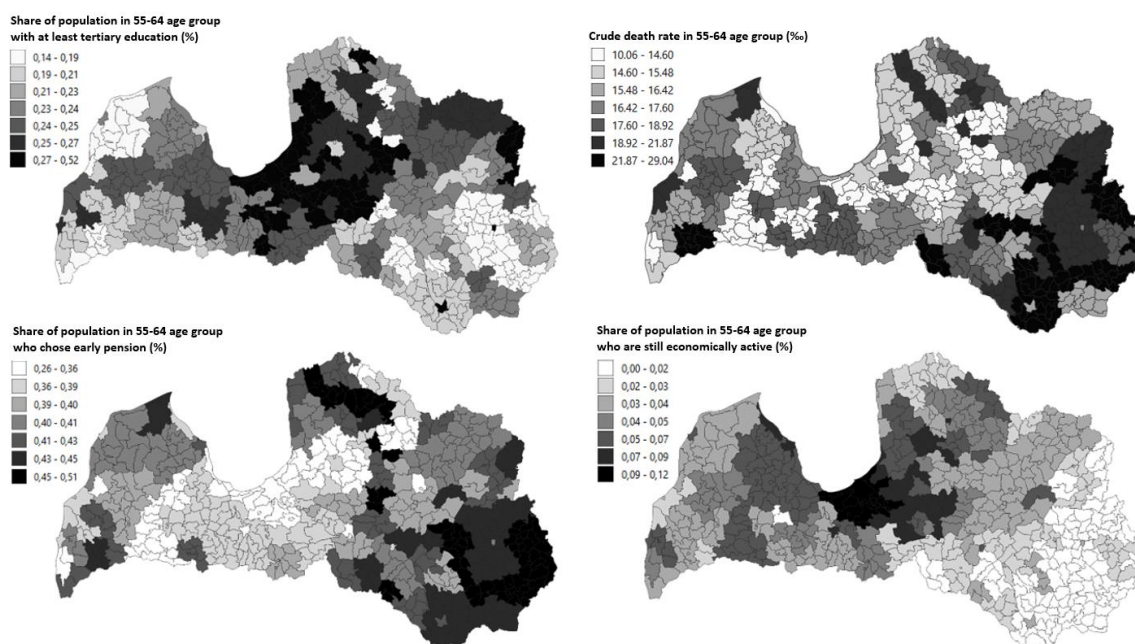 Share of population in 55-64 age group
with at least tertiary education (%)
0,14 - 0,19
0,19 - 0,21
0,21 - 0,23
0,23 - 0,24
0,24 - 0,25
0,25 - 0,27
0,27 - 0,52
Crude death rate in 55-64 age group (‰)
10.06 - 14.60
14.60 - 15.48
15.48 - 16.42
16.42 - 17.60
17.60 - 18.92
18.92 - 21.87
21.87 - 29.04
Share of population in 55-64 age group
who chose early pension (%)
0,26 - 0,36
0,36 - 0,39
0,39 - 0,40
0,40 - 0,41
0,41 - 0,43
0,43 - 0,45
0,45 - 0,51
Share of population in 55-64 age group
who are still economically active (%)
0,00 - 0,02
0,02 - 0,03
0,03 - 0,04
0,04 - 0,05
0,05 - 0,07
0,07 - 0,09
0,09 - 0,12